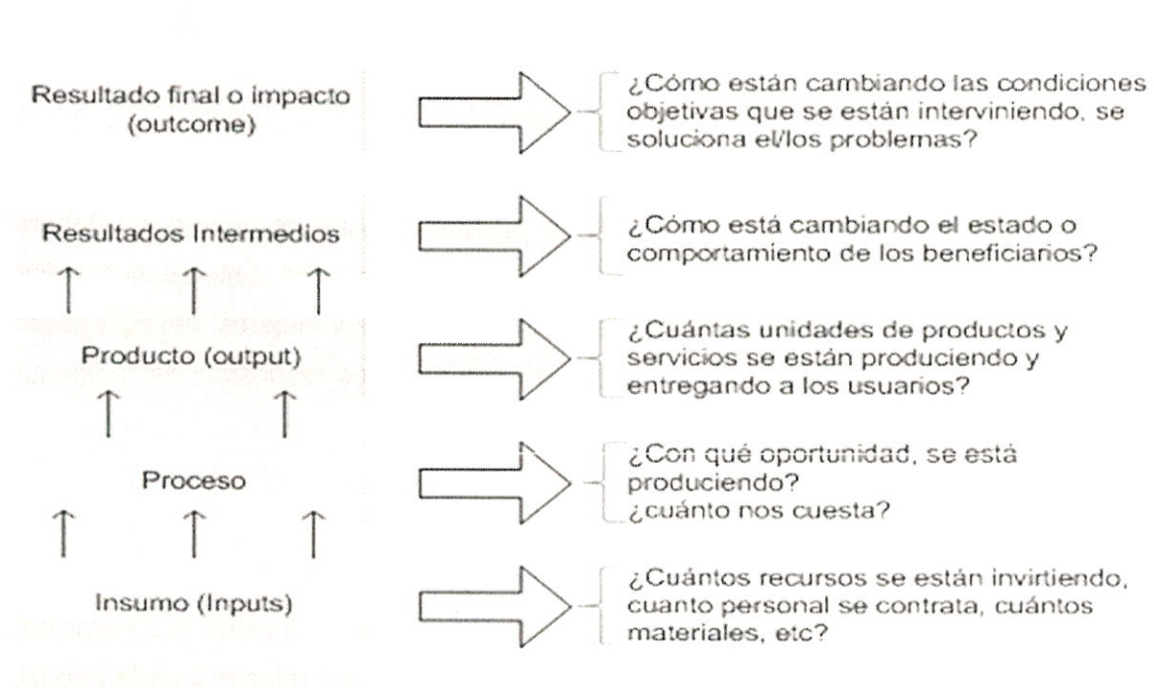 Resultado final o impacto
(outcome)
¿Cómo están cambiando las condiciones
objetivas que se están interviniendo, se
soluciona el/los problemas?
Resultados Intermedios
¿Cómo está cambiando el estado o
comportamiento de los beneficiarios?
Producto (output)
¿Cuántas unidades de productos y
servicios se están produciendo y
entregando a los usuarios?
Proceso
¿Con qué oportunidad, se está
produciendo?
¿cuánto nos cuesta?
Insumo (Inputs)
¿Cuántos recursos se están invirtiendo,
cuanto personal se contrata, cuántos
materiales, etc?